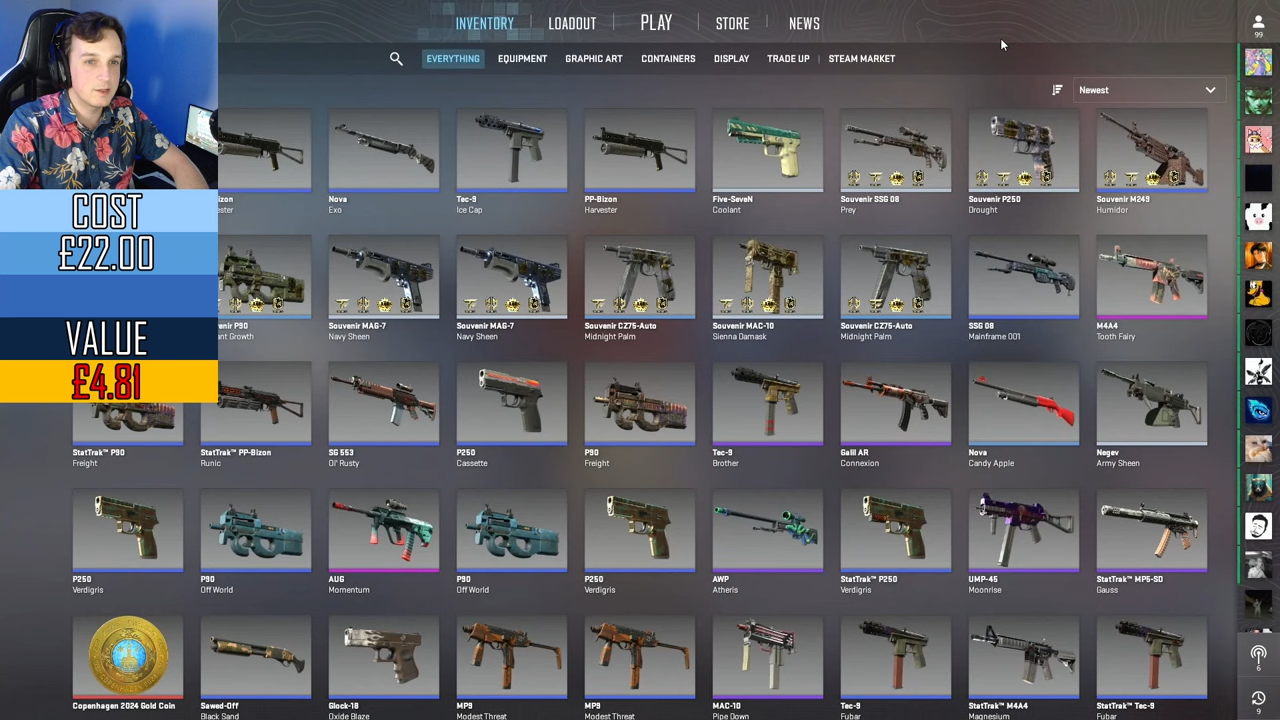 INVENTORY
LOADOUT
PLAY
STORE
NEWS
99
EVERYTHING
EQUIPMENT
GRAPHIC ART
CONTAINERS
DISPLAY
TRADE UP
STEAM MARKET
Newest
COST
£22.00
VALUE
£4.81
Nova
Exo
Tec-9
Ice Cap
PP-Bizon
Harvester
Five-SeveN
Coolant
Souvenir SSG 08
Prey
Souvenir P250
Drought
Souvenir M249
Humidor
Souvenir MAG-7
Navy Sheen
Souvenir MAG-7
Navy Sheen
Souvenir CZ75-Auto
Midnight Palm
Souvenir MAC-10
Sienna Damask
Souvenir CZ75-Auto
Midnight Palm
SSG 08
Mainframe 001
M4A4
Tooth Fairy
StatTrak™ P90
Freight
StatTrak™ PP-Bizon
Runic
SG 553
Ol' Rusty
P250
Cassette
P90
Freight
Tec-9
Brother
Galil AR
Connexion
Nova
Candy Apple
Negev
Army Sheen
P250
Verdigris
P90
Off World
AUG
Momentum
P90
Off World
P250
Verdigris
AWP
Atheris
StatTrak™ P250
Verdigris
UMP-45
Moonrise
StatTrak™ MP5-SD
Gauss
Copenhagen 2024 Gold Coin
Sawed-Off
Black Sand
Glock-18
Oxide Blaze
MP9
Modest Threat
MP9
Modest Threat
MAC-10
Pipe Down
Tec-9
Fubar
StatTrak™ M4A4
Magnesium
StatTrak™ Tec-9
Fubar
6
9